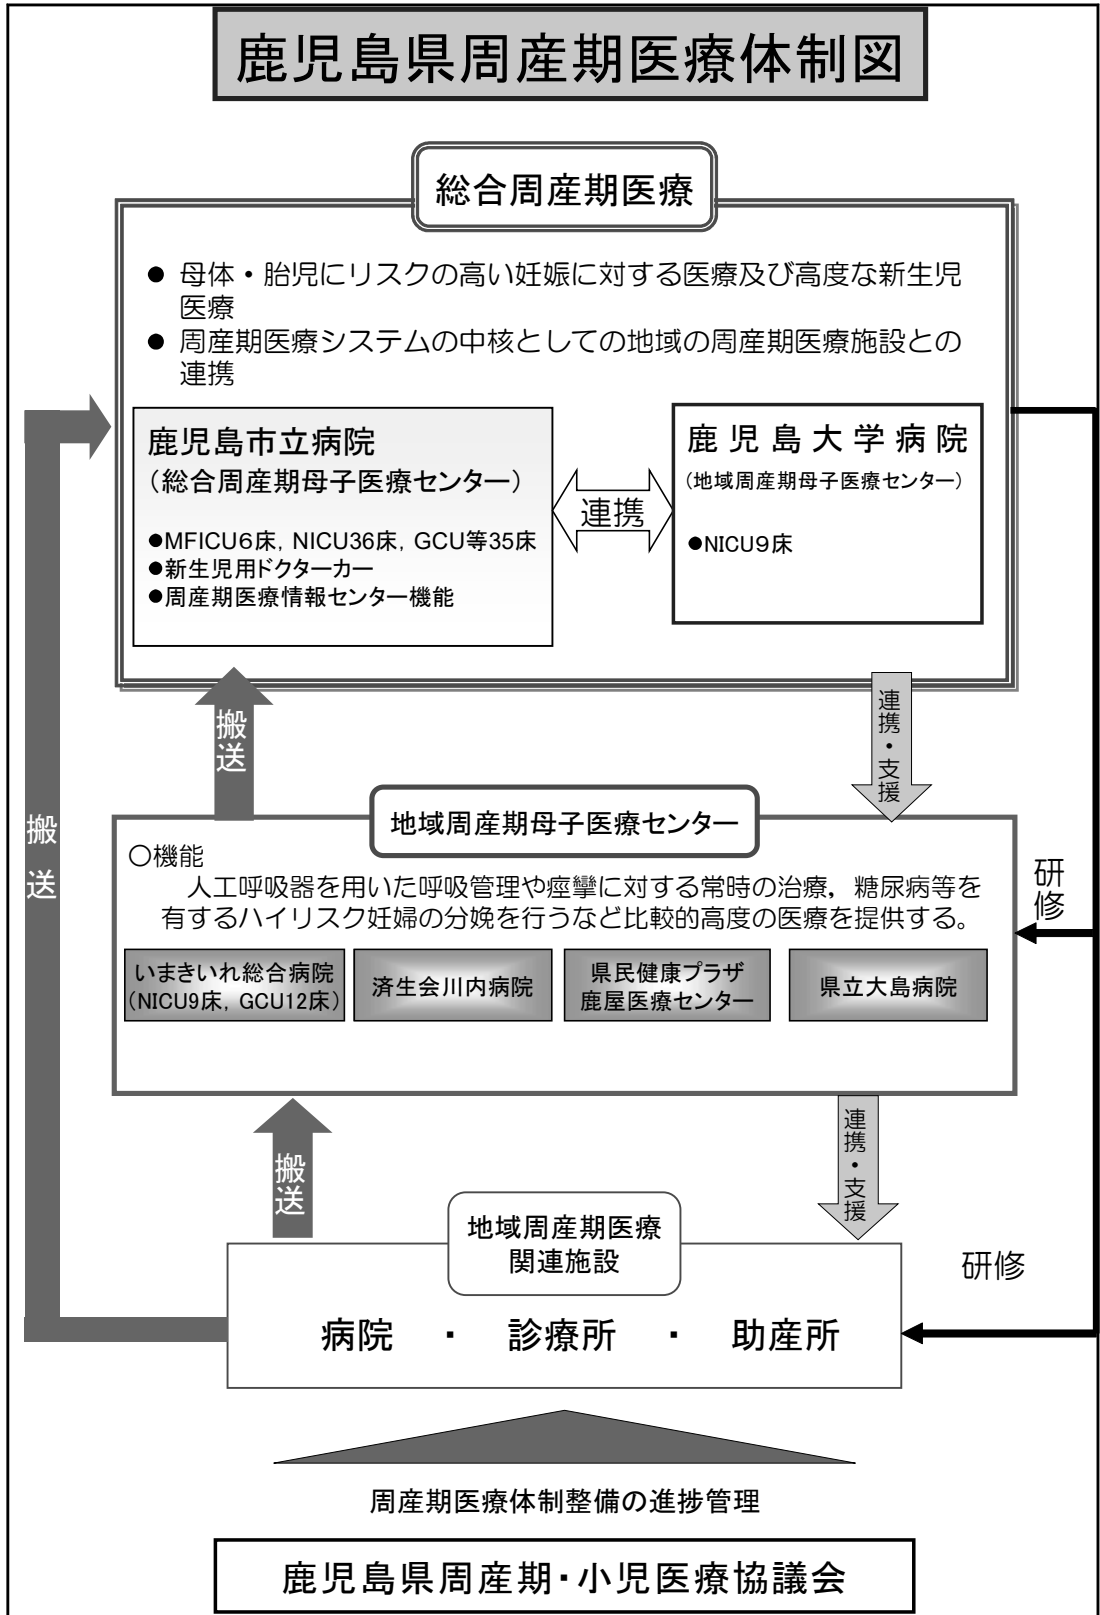 鹿児島県周産期医療体制図
総合周産期医療
● 母体・胎児にリスクの高い妊娠に対する医療及び高度な新生児
医療
● 周産期医療システムの中核としての地域の周産期医療施設との
連携
鹿児島市立病院
（総合周産期母子医療センター）
●MFICU６床，NICU36床，GCU等35床
●新生児用ドクターカー
●周産期医療情報センター機能
連携
鹿児島大学病院
（地域周産期母子医療センター）
●NICU９床
搬送
連携・支援
搬送
地域周産期母子医療センター
〇機能
人工呼吸器を用いた呼吸管理や痙攣に対する常時の治療，糖尿病等を
有するハイリスク妊婦の分娩を行うなど比較的高度の医療を提供する。
いまきいれ総合病院
（NICU9床，GCU12床）
済生会川内病院
県民健康プラザ
鹿屋医療センター
県立大島病院
研修
搬送
連携・支援
地域周産期医療
関連施設
研修
病院　・　診療所　・　助産所
周産期医療体制整備の進捗管理
鹿児島県周産期・小児医療協議会